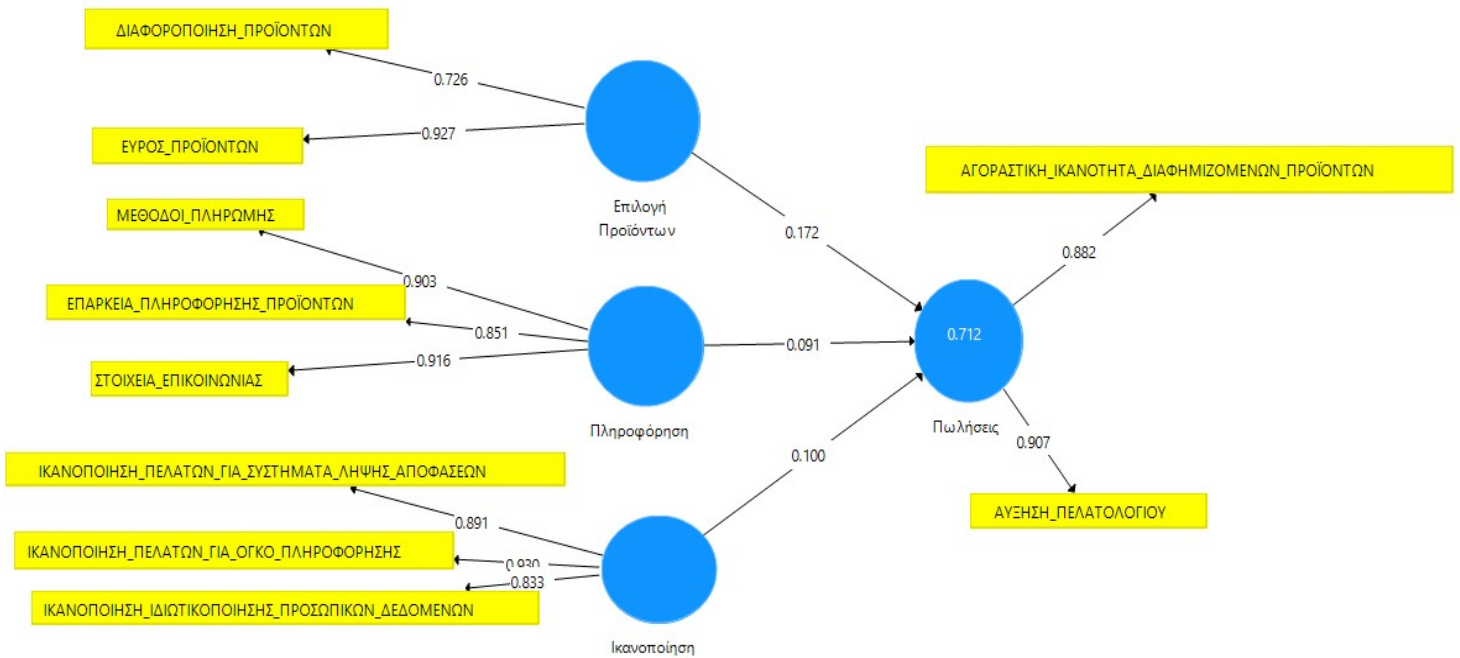 ΔΙΑΦΟΡΟΠΟΙΗΣΗ_ΠΡΟΪΟΝΤΩΝ
0.726
ΕΥΡΟΣ_ΠΡΟΪΟΝΤΩΝ
0.927
Επιλογή
Προϊόντων
ΜΕΘΟΔΟΙ_ΠΛΗΡΩΜΗΣ
0.903
ΕΠΑΡΚΕΙΑ_ΠΛΗΡΟΦΟΡΗΣΗΣ_ΠΡΟΪΟΝΤΩΝ
0.851
ΣΤΟΙΧΕΙΑ_ΕΠΙΚΟΙΝΩΝΙΑΣ
0.916
Πληροφόρηση
ΙΚΑΝΟΠΟΙΗΣΗ_ΠΕΛΑΤΩΝ_ΓΙΑ_ΣΥΣΤΗΜΑΤΑ_ΛΗΨΗΣ_ΑΠΟΦΑΣΕΩΝ
0.891
ΙΚΑΝΟΠΟΙΗΣΗ_ΠΕΛΑΤΩΝ_ΓΙΑ_ΟΓΚΟ_ΠΛΗΡΟΦΟΡΗΣΗΣ
0.930
0.833
ΙΚΑΝΟΠΟΙΗΣΗ_ΙΔΙΩΤΙΚΟΠΟΙΗΣΗΣ_ΠΡΟΣΩΠΙΚΩΝ_ΔΕΔΟΜΕΝΩΝ
Ικανοποίηση
0.172
0.091
0.100
0.712
Πωλήσεις
ΑΓΟΡΑΣΤΙΚΗ_ΙΚΑΝΟΤΗΤΑ_ΔΙΑΦΗΜΙΖΟΜΕΝΩΝ_ΠΡΟΪΟΝΤΩΝ
0.882
0.907
ΑΥΞΗΣΗ_ΠΕΛΑΤΟΛΟΓΙΟΥ